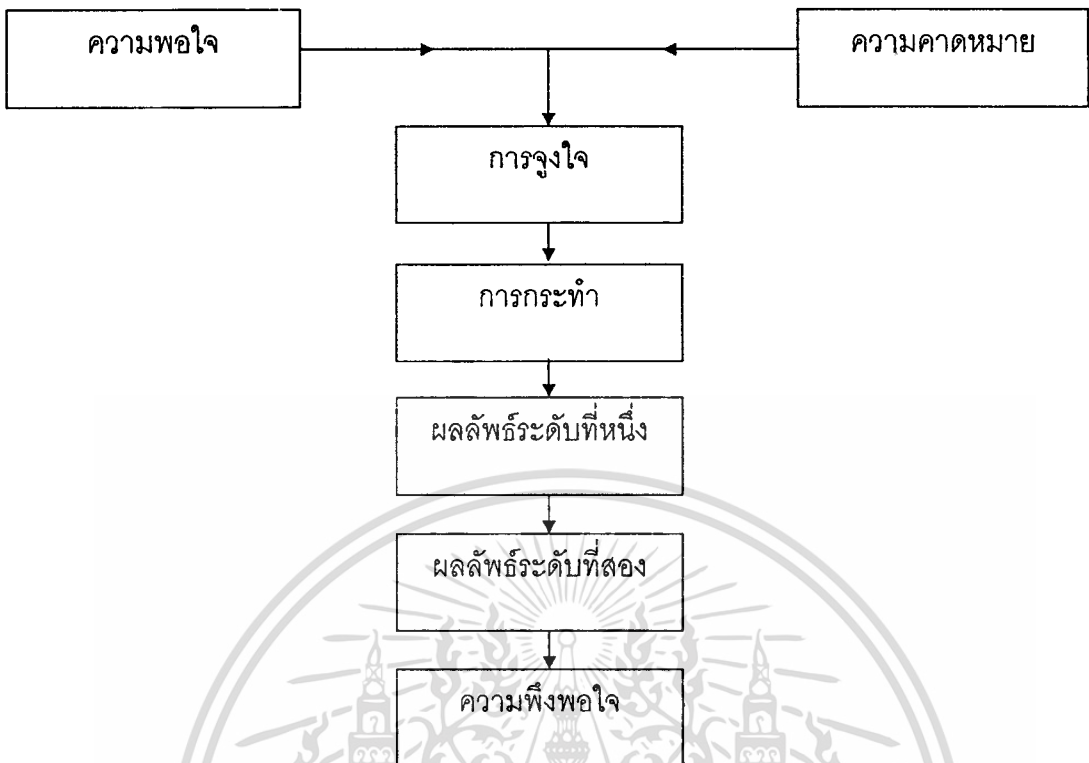 ความพอใจ
ความคาดหมาย
การจูงใจ
การกระทำ
ผลลัพธ์ระดับที่หนึ่ง
ผลลัพธ์ระดับที่สอง
ความพึงพอใจ